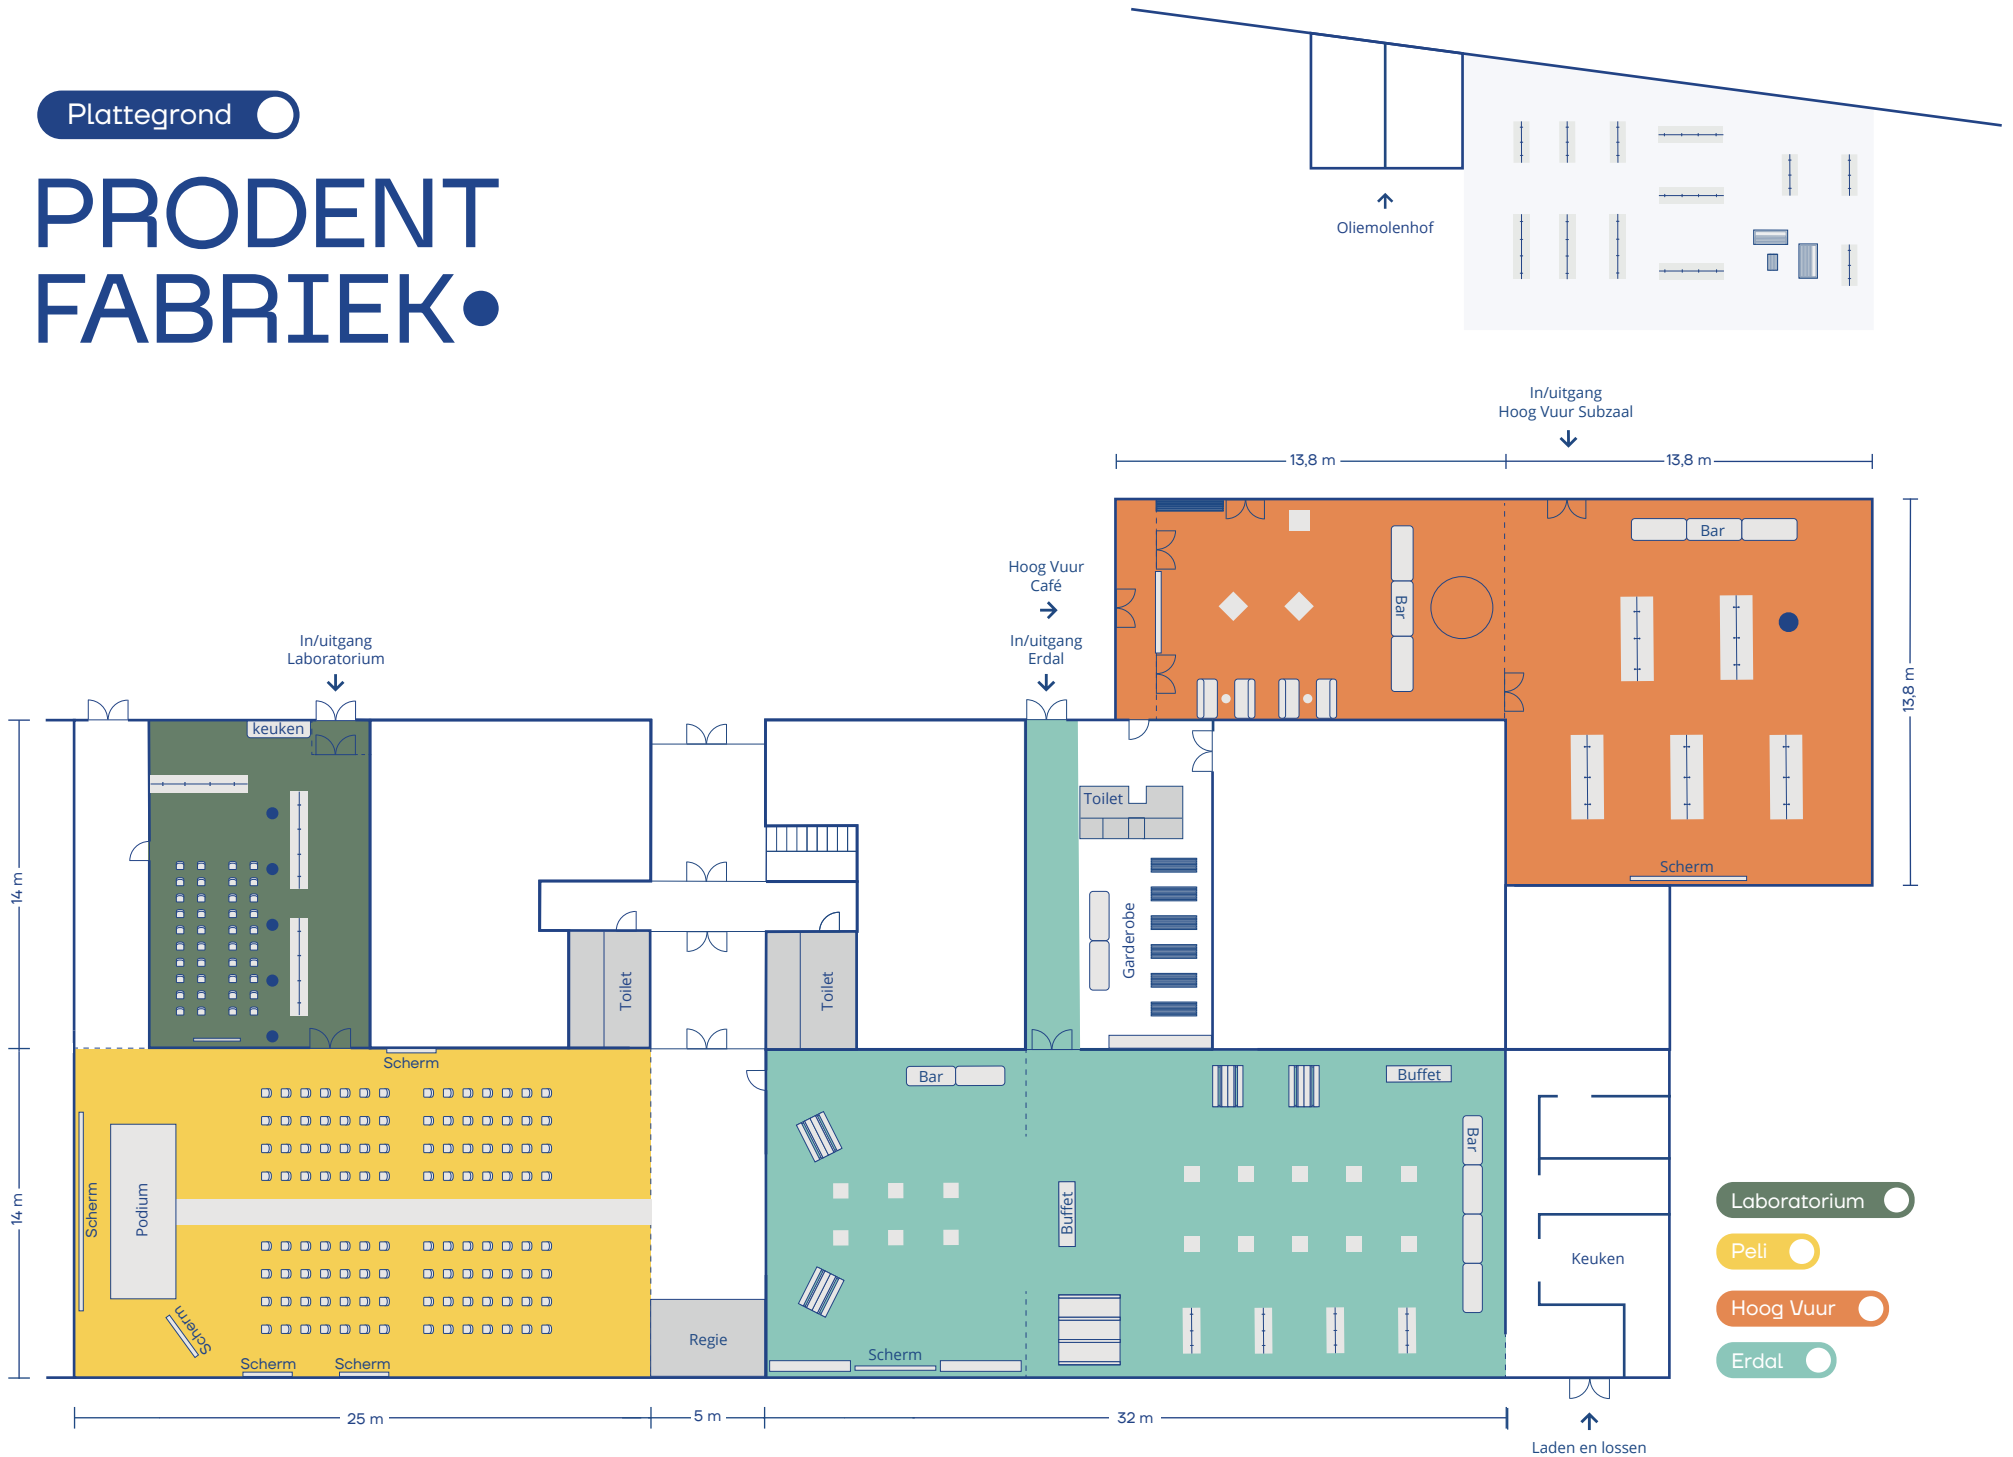 Plattegrond
PRODENT
FABRIEK
Oliemolenhof
In/uitgang
Hoog Vuur Subzaal
13,8 m
13,8 m
Bar
Bar
13,8 m
Scherm
Hoog Vuur
Café
In/uitgang
Erdal
In/uitgang
Laboratorium
keuken
14 m
Toilet
Toilet
Toilet
Garderobe
Scherm
Scherm
Podium
Scherm
Scherm
Scherm
14 m
Regie
Bar
Buffet
Scherm
Buffet
Bar
Keuken
Laboratorium
Peli
Hoog Vuur
Erdal
25 m
5 m
32 m
Laden en lossen